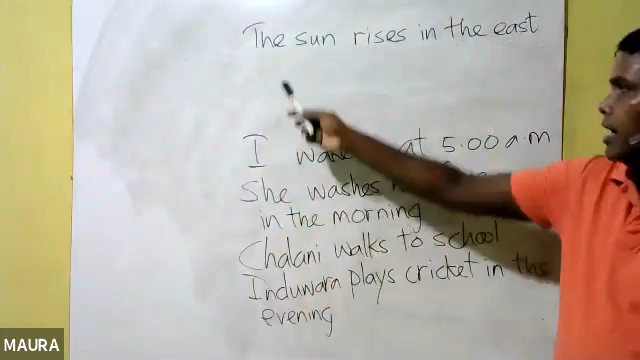 The sun rises in the east
I at 5.00 a.m
She washes
in the morning
Chdani walks to school
Induwara plays cricket in the
evening
MAURA